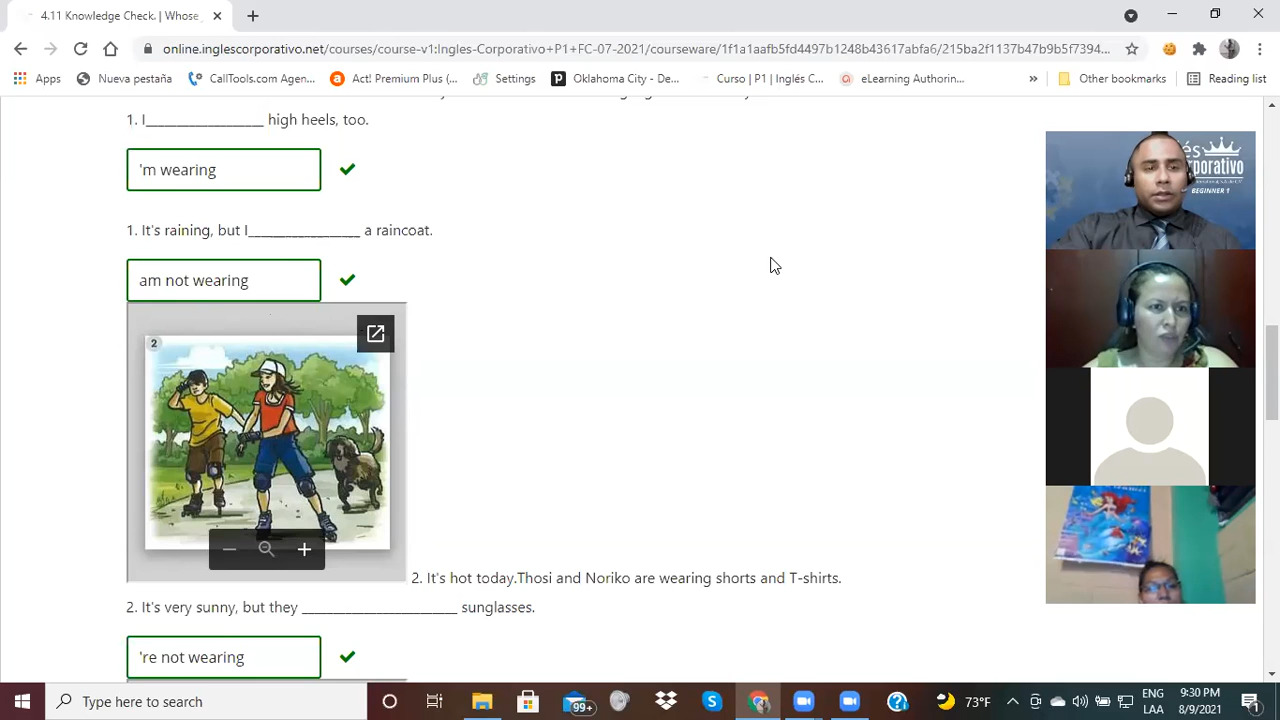 4.11 Knowledge Check. | Whose
online.inglescorporativo.net/courses/course-v1:Ingles-Corporativo+P1+FC-07-2021/courseware/1f1a1aafb5fd4497b1248b43617abfa6/215ba2f1137b47b9b5f7394...
Apps Nueva pestaña CallTools.com Agen... Act! Premium Plus (... Settings Oklahoma City - De... Curso | P1 | Inglés C... eLearning Authorin... » Other bookmarks Reading list
1. I__________________ high heels, too.
'm wearing
1. It's raining, but I_________________ a raincoat.
am not wearing
2
2. It's hot today.Thosi and Noriko are wearing shorts and T-shirts.
2. It's very sunny, but they ________________________ sunglasses.
're not wearing
BEGINNER 1
Type here to search
99+
73°F
ENG
LAA
9:30 PM
8/9/2021
1